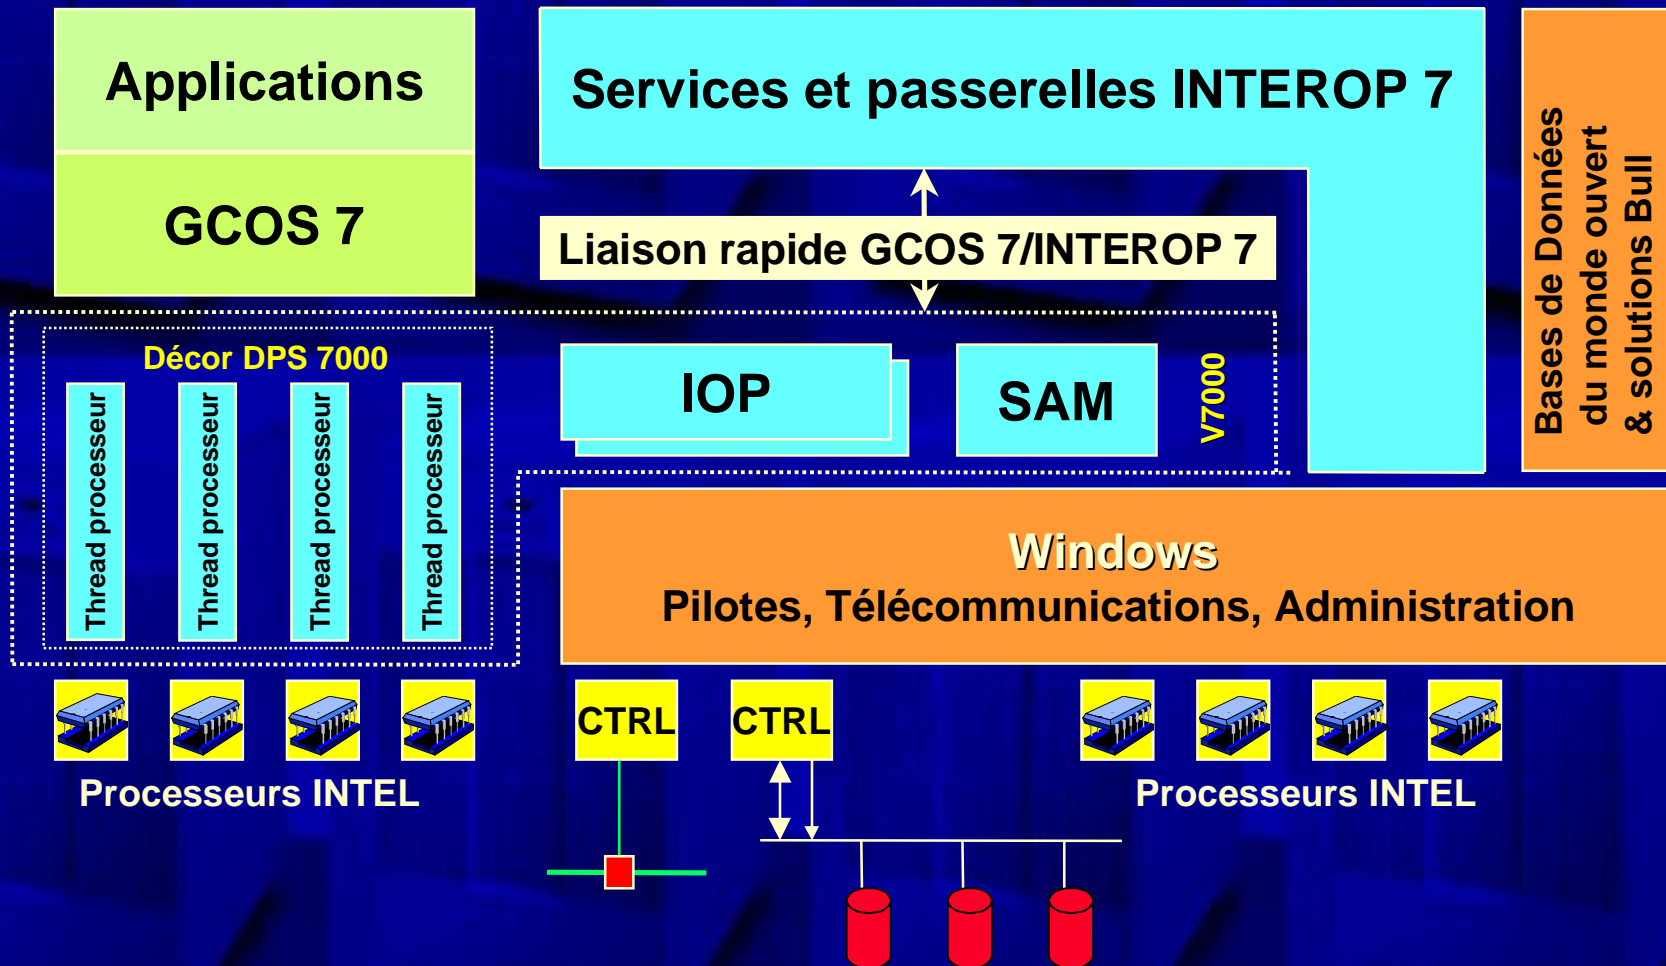 Applications
GCOS 7
Services et passerelles INTEROP 7
Liaison rapide GCOS 7/INTEROP 7
Bases de Données
du monde ouvert
& solutions Bull
Décor DPS 7000
Thread processeur
Thread processeur
Thread processeur
Thread processeur
IOP
SAM
V7000
Windows
Pilotes, Télécommunications, Administration
CTRL
CTRL
Processeurs INTEL
Processeurs INTEL